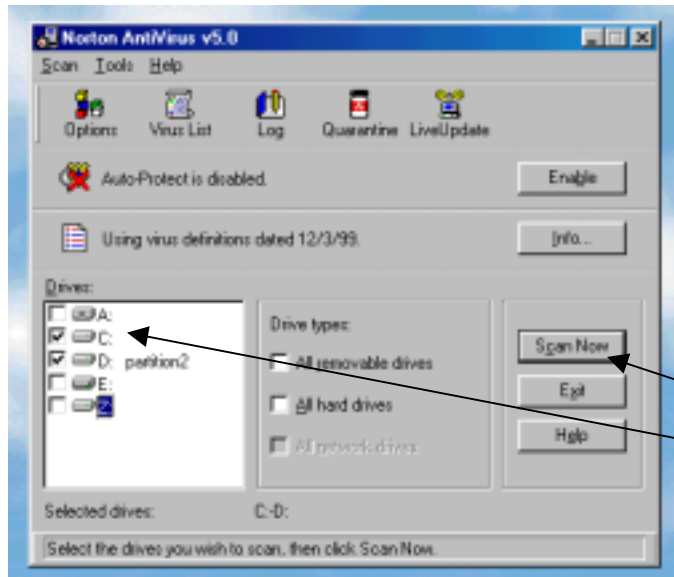 Norton AntiVirus v5.0
Scan Tools Help
Options Virus List Log Quarantine LiveUpdate
Auto-Protect is disabled.
Enable
Using virus definitions dated 12/3/99.
Info...
Drives:
A:
C:
D: partition2
E:
Z:
Drive types:
All removable drives
All hard drives
All network drives
Scan Now
Exit
Help
Selected drives: C:-D:
Select the drives you wish to scan, then click Scan Now.